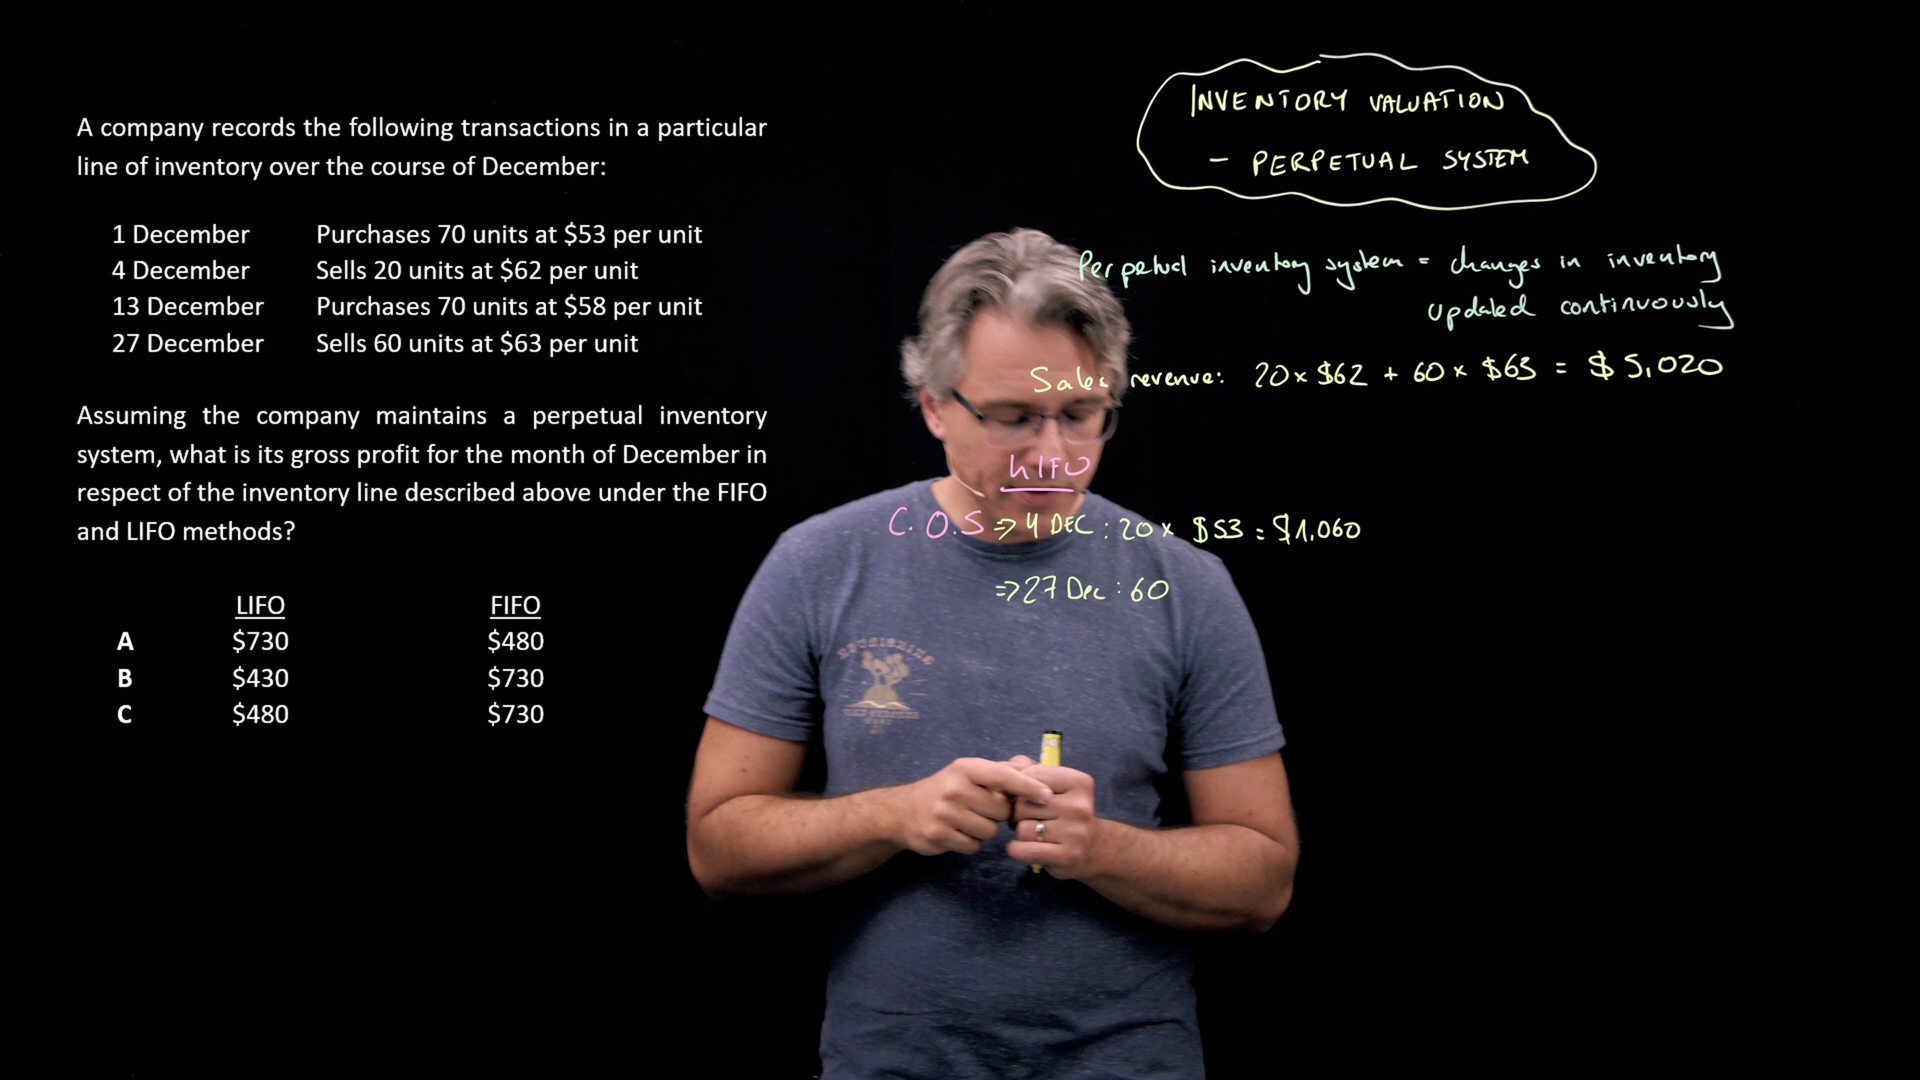 A company records the following transactions in a particular
line of inventory over the course of December:
1 December Purchases 70 units at $53 per unit
4 December Sells 20 units at $62 per unit
13 December Purchases 70 units at $58 per unit
27 December Sells 60 units at $63 per unit
Assuming the company maintains a perpetual inventory
system, what is its gross profit for the month of December in
respect of the inventory line described above under the FIFO
and LIFO methods?
LIFO FIFO
A $730 $480
B $430 $730
C $480 $730
INVENTORY VALUATION
- PERPETUAL SYSTEM
Perpetual inventory system = changes in inventory
updated continuously
Sales revenue: 20 x $62 + 60 x $63 = $5,020
LIFO
C.O.S => 4 DEC : 20 x $53 = $1,060
=> 27 Dec : 60